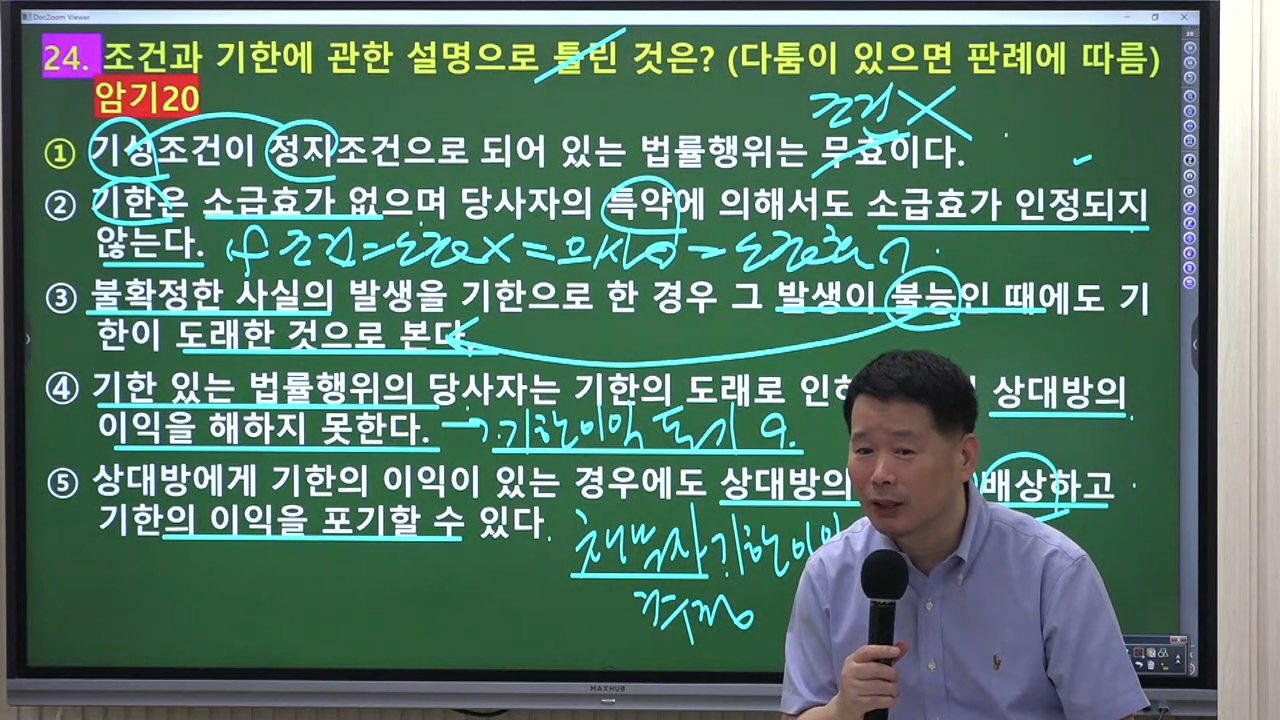 DocZoom Viewer
24. 조건과 기한에 관한 설명으로 틀린 것은? (다툼이 있으면 판례에 따름)
암기20
조건X
① 기성조건이 정지조건으로 되어 있는 법률행위는 무효이다.
② 기한은 소급효가 없으며 당사자의 특약에 의해서도 소급효가 인정되지
않는다.
③ 불확정한 사실의 발생을 기한으로 한 경우 그 발생이 불능인 때에도 기
한이 도래한 것으로 본다.
④ 기한 있는 법률행위의 당사자는 기한의 도래로 인하 상대방의
이익을 해하지 못한다.
⑤ 상대방에게 기한의 이익이 있는 경우에도 상대방의 배상하고
기한의 이익을 포기할 수 있다.
MAXHUB